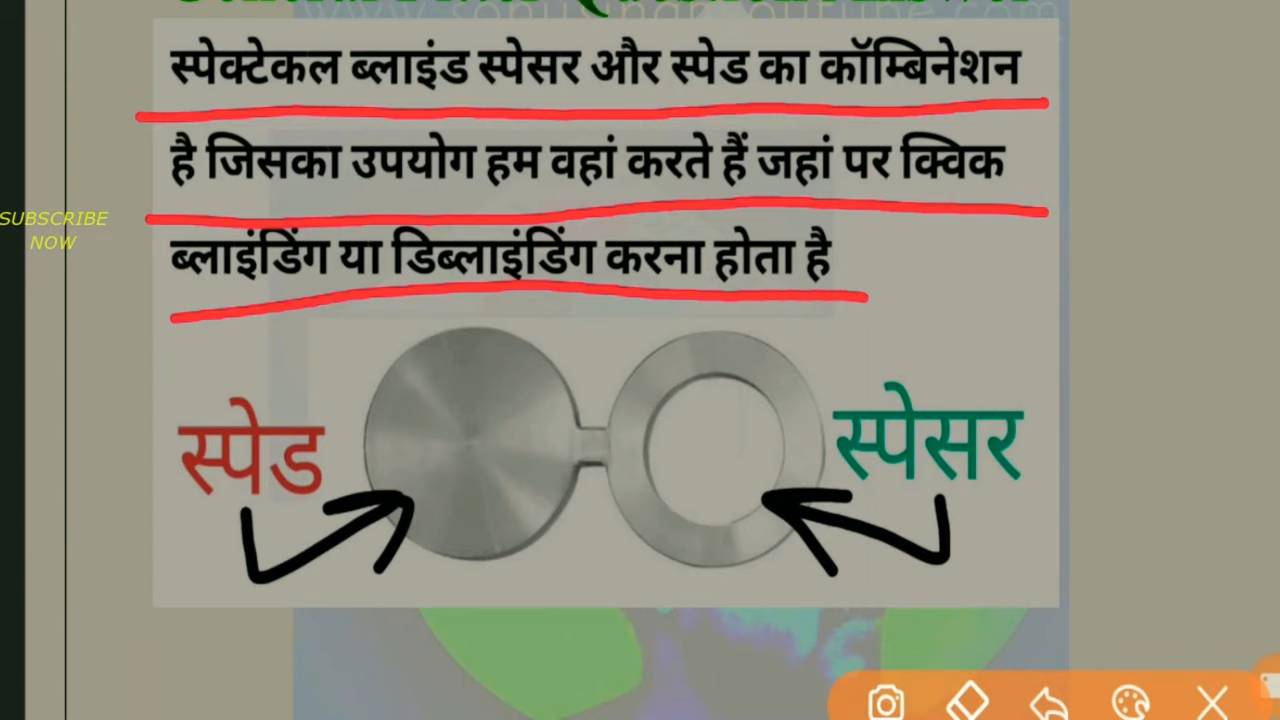 स्पेक्टेकल ब्लाइंड स्पेसर और स्पेड का कॉम्बिनेशन
है जिसका उपयोग हम वहां करते हैं जहां पर क्विक
SUBSCRIBE
NOW
ब्लाइंडिंग या डिब्लाइंडिंग करना होता है
स्पेड
स्पेसर